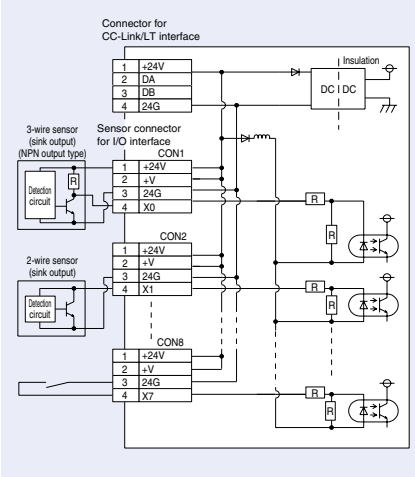 Connector for
CC-Link/LT interface
Insulation
1 +24V
2 DA
3 DB
4 24G
DC DC
3-wire sensor
(sink output)
(NPN output type)
Sensor connector
for I/O interface
CON1
1 +24V
2 +V
3 24G
4 X0
Detection
circuit
R
R
R
2-wire sensor
(sink output)
CON2
1 +24V
2 +V
3 24G
4 X1
Detection
circuit
R
R
CON8
1 +24V
2 +V
3 24G
4 X7
R
R